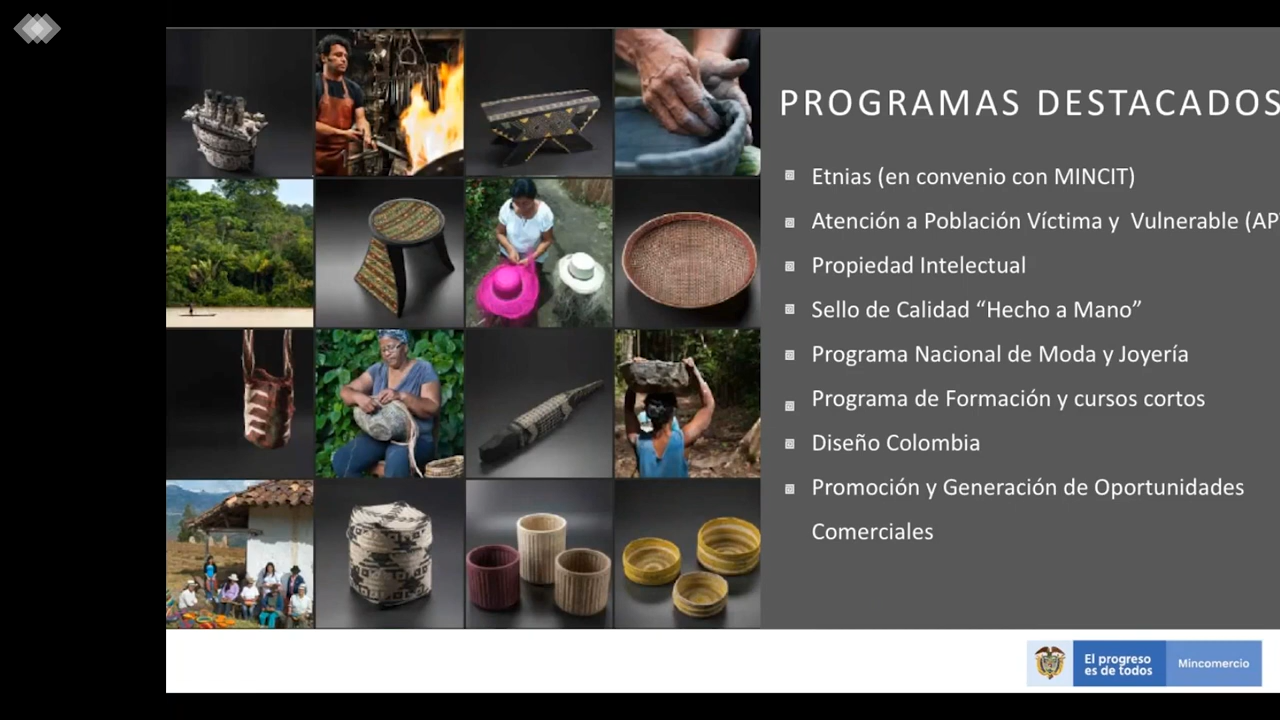 PROGRAMAS DESTACADOS
Etnias (en convenio con MINCIT)
Atención a Población Víctima y Vulnerable (AP
Propiedad Intelectual
Sello de Calidad “Hecho a Mano”
Programa Nacional de Moda y Joyería
Programa de Formación y cursos cortos
Diseño Colombia
Promoción y Generación de Oportunidades
Comerciales
El progreso
es de todos
Mincomercio